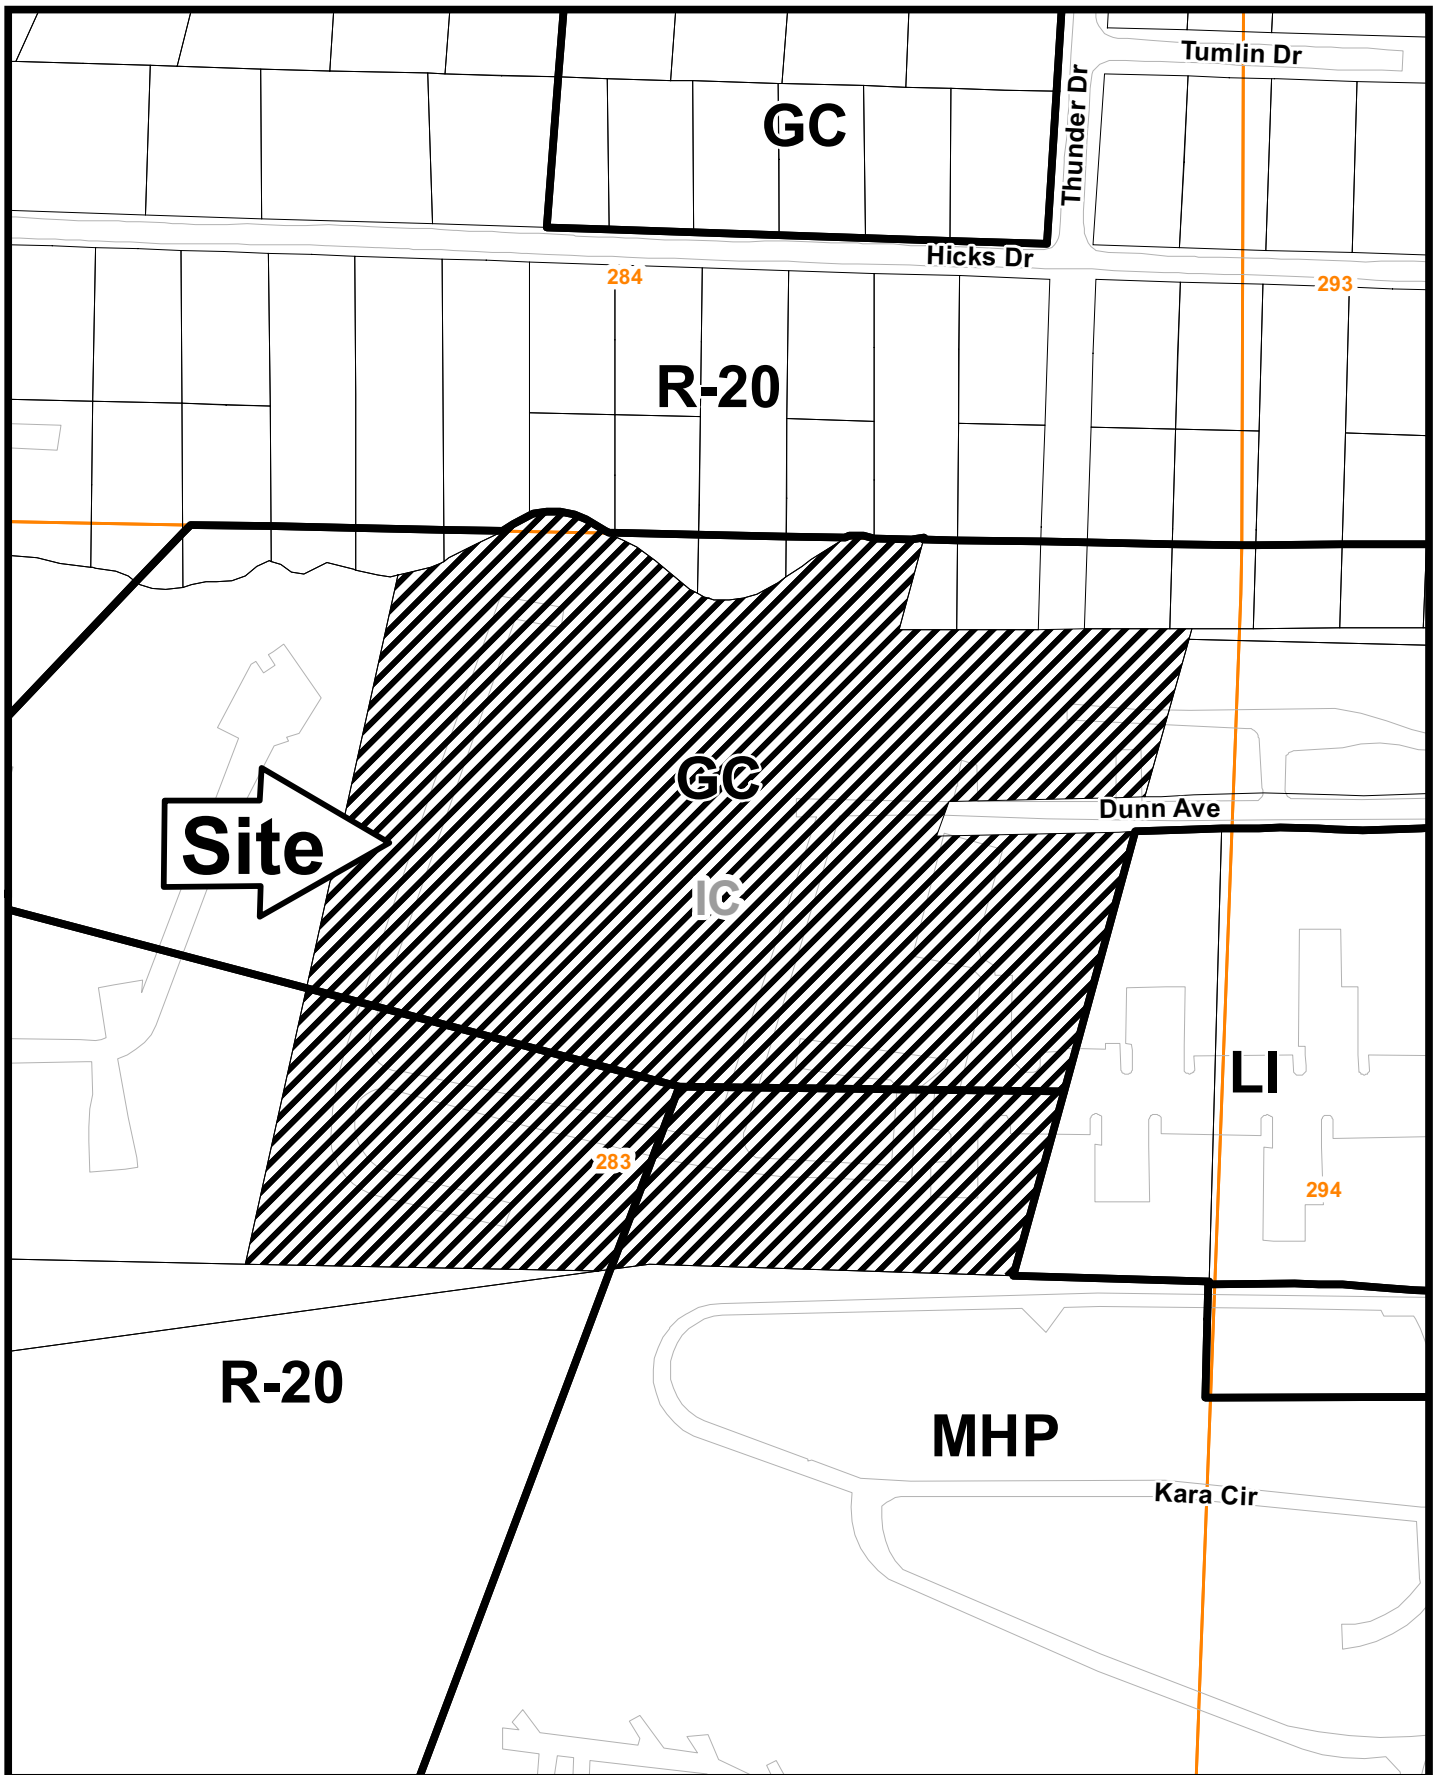 Tumlin Dr
GC
Thunder Dr
Hicks Dr
284
293
R-20
GC
Dunn Ave
Site
IC
LI
283
294
R-20
MHP
Kara Cir